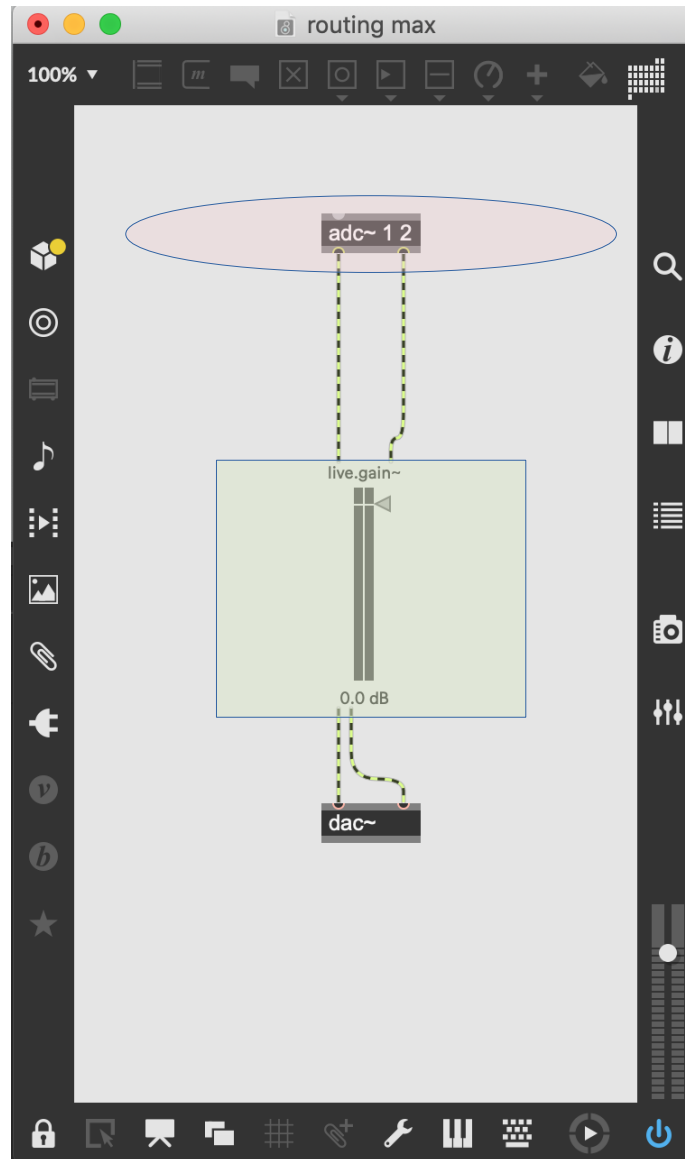 routing max
100%
m
adc~ 1 2
live.gain~
0.0 dB
dac~
v
b